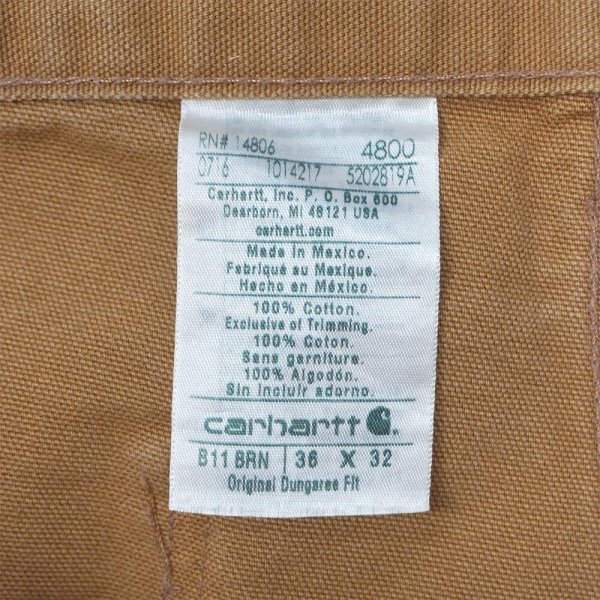 RN# 14806 4800
0716 1014217 5202819A
Carhartt, Inc. P. O. Box 600
Dearborn, MI 48121 USA
carhartt.com
Made in Mexico.
Fabriqué au Mexique.
Hecho en México.
100% Cotton.
Exclusive of Trimming.
100% Coton.
Sans garniture.
100% Algodón.
Sin incluir adorno.
carhartt
B11 BRN 36 X 32
Original Dungaree Fit